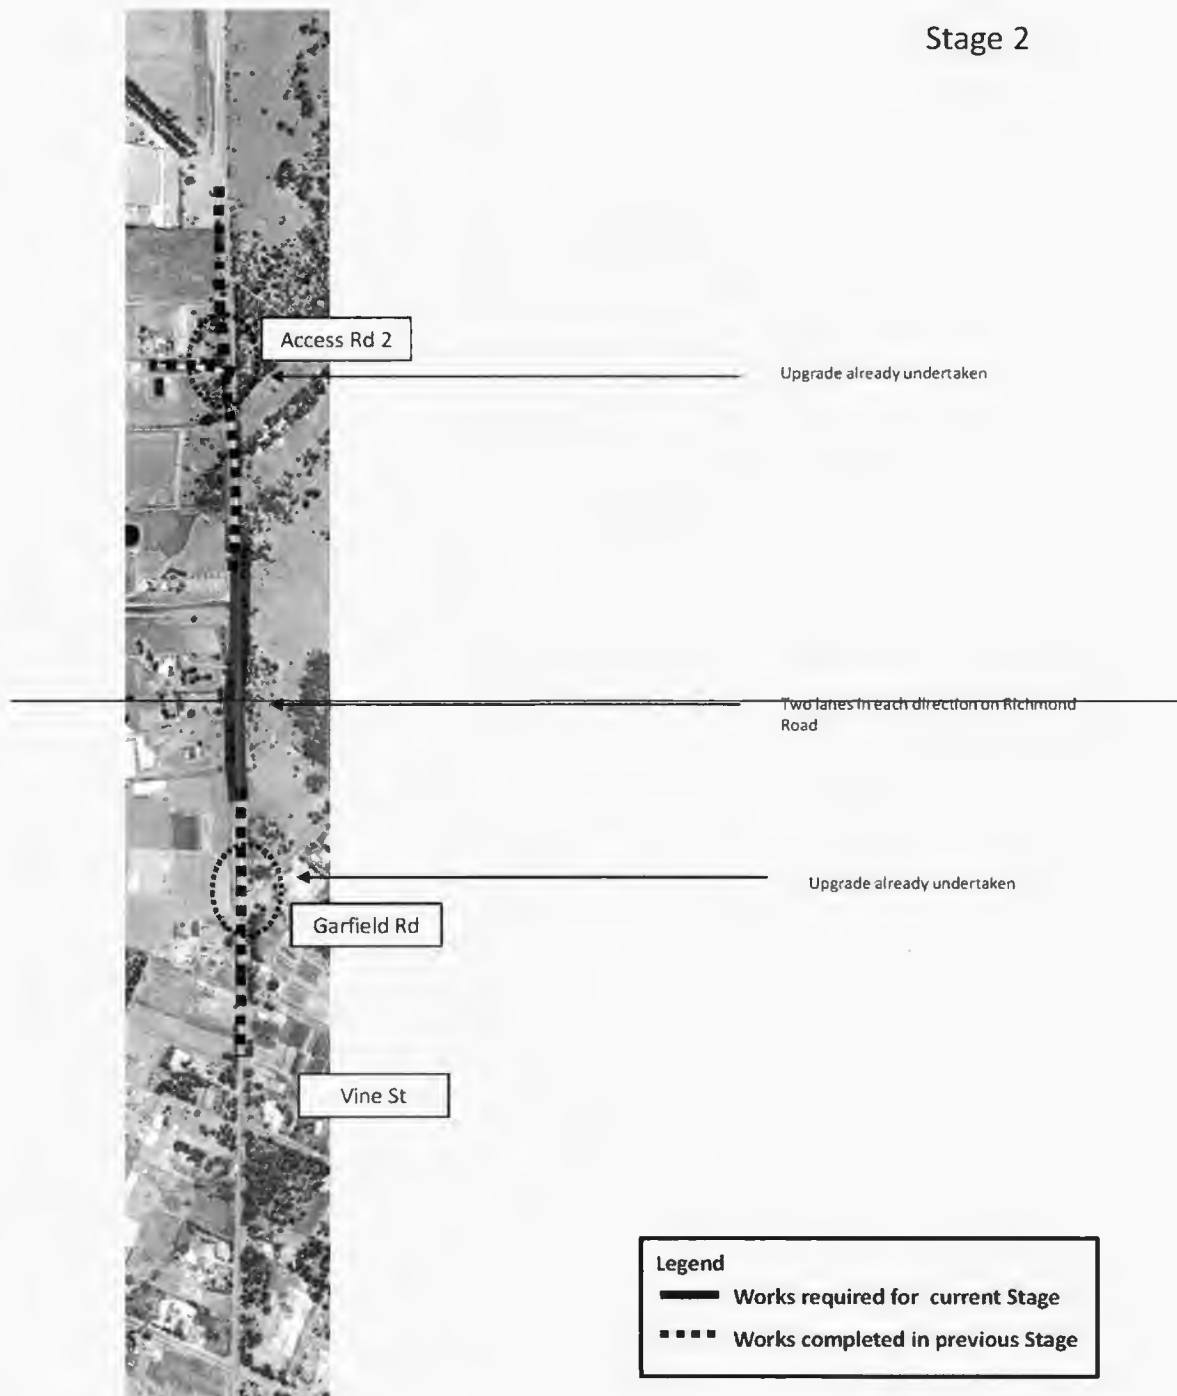 Stage 2
Access Rd 2
Upgrade already undertaken
Two lanes in each direction on Richmond
Road
Upgrade already undertaken
Garfield Rd
Vine St
Legend
Works required for current Stage
Works completed in previous Stage